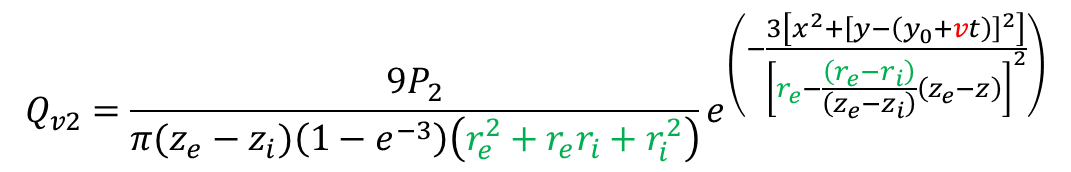 $Q_{v2} = \frac{9P_2}{\pi(z_e - z_i)(1 - e^{-3})(r_e^2 + r_e r_i + r_i^2)} e^{\left(-\frac{3[x^2+[y-(y_0+vt)]^2]}{\left[r_e - \frac{(r_e - r_i)}{(z_e - z_i)}(z_e - z)\right]^2}\right)}$